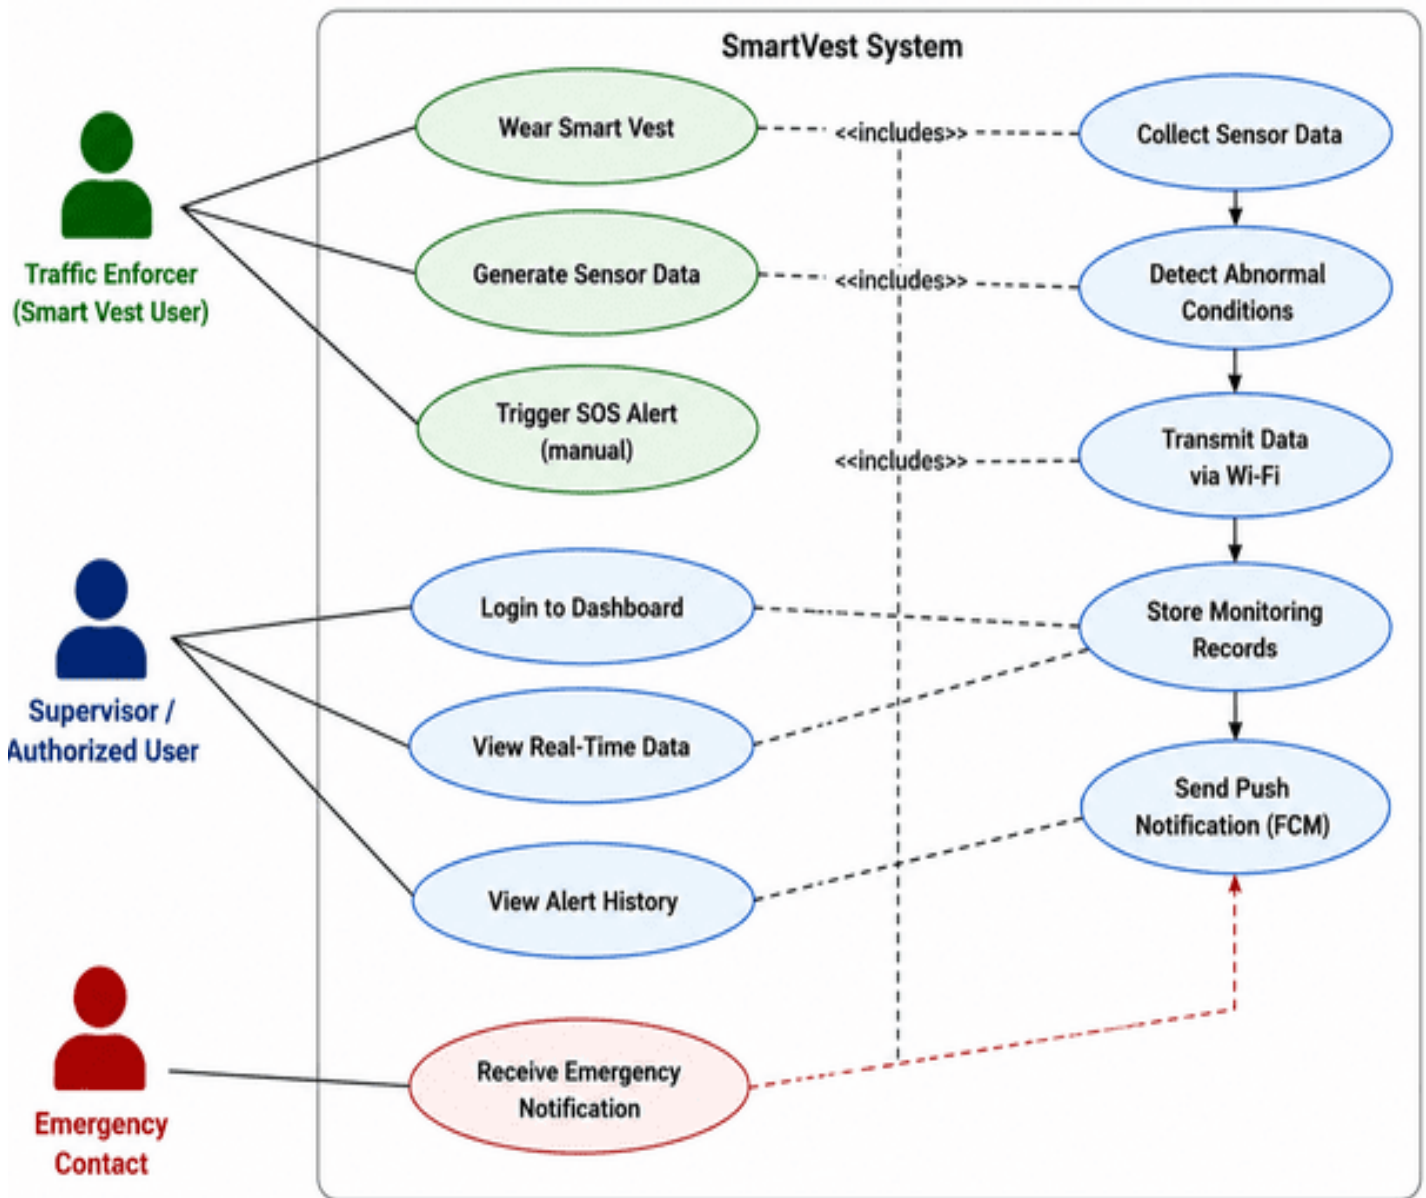 SmartVest System
Wear Smart Vest
<<includes>>
Collect Sensor Data
Traffic Enforcer
(Smart Vest User)
Generate Sensor Data
<<includes>>
Detect Abnormal
Conditions
Trigger SOS Alert
(manual)
<<includes>>
Transmit Data
via Wi-Fi
Supervisor /
Authorized User
Login to Dashboard
Store Monitoring
Records
View Real-Time Data
Send Push
Notification (FCM)
View Alert History
Emergency
Contact
Receive Emergency
Notification